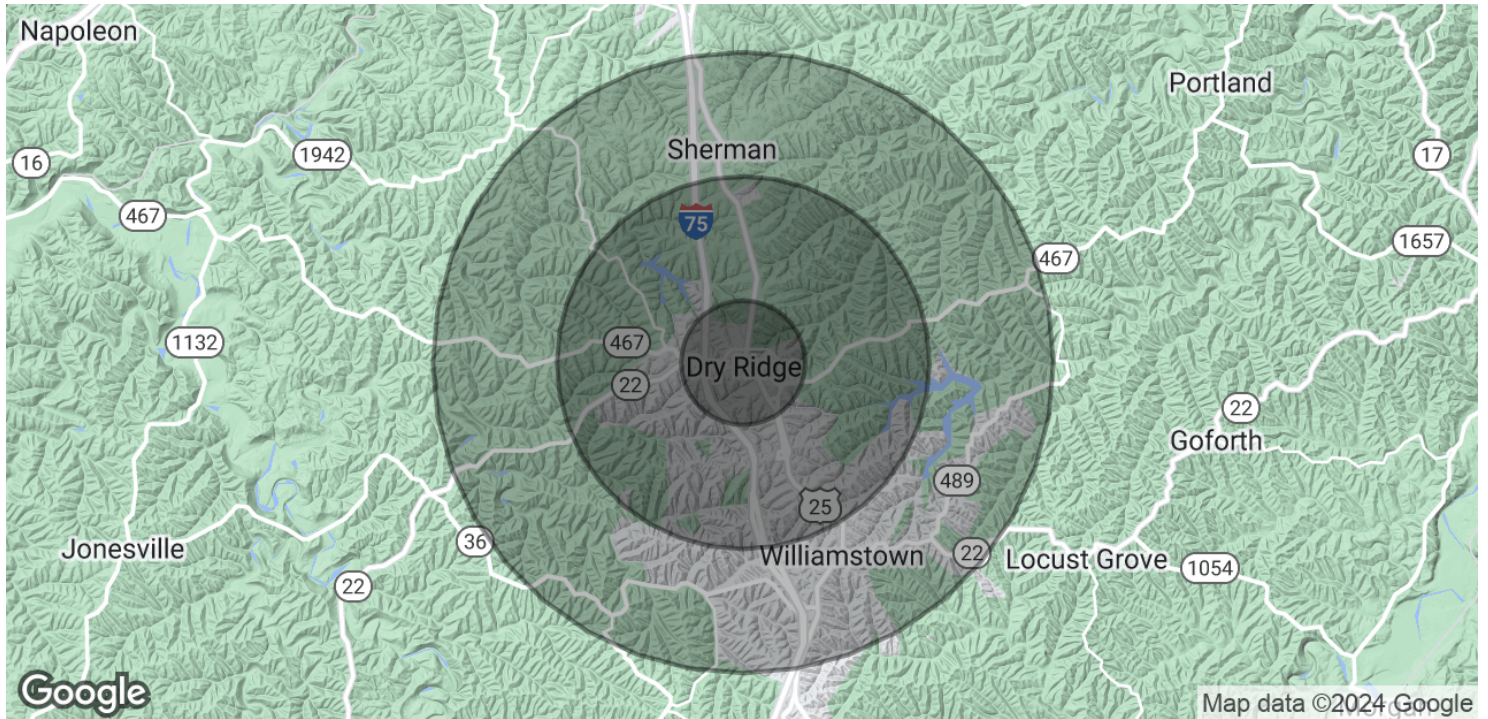 Napoleon
Portland
Sherman
16
1942
17
467
75
1657
467
1132
467
Dry Ridge
22
22
Goforth
489
25
36
Jonesville
Williamstown
22
Locust Grove
1054
22
Google
Map data ©2024 Google